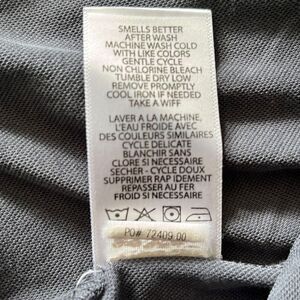 SMELLS BETTER
AFTER WASH
MACHINE WASH COLD
WITH LIKE COLORS
GENTLE CYCLE
NON CHLORINE BLEACH
TUMBLE DRY LOW
REMOVE PROMPTLY
COOL IRON IF NEEDED
TAKE A WIFF
LAVER A LA MACHINE,
L'EAU FROIDE AVEC
DES COULEURS SIMILAIRES
CYCLE DELICATE
BLANCHIR SANS
CLORE SI NECESSAIRE
SECHER - CYCLE DOUX
SUPPRIMER RAP IDEMENT
REPASSER AU FER
FROID SI NECESSAIRE
PO# 72409 00